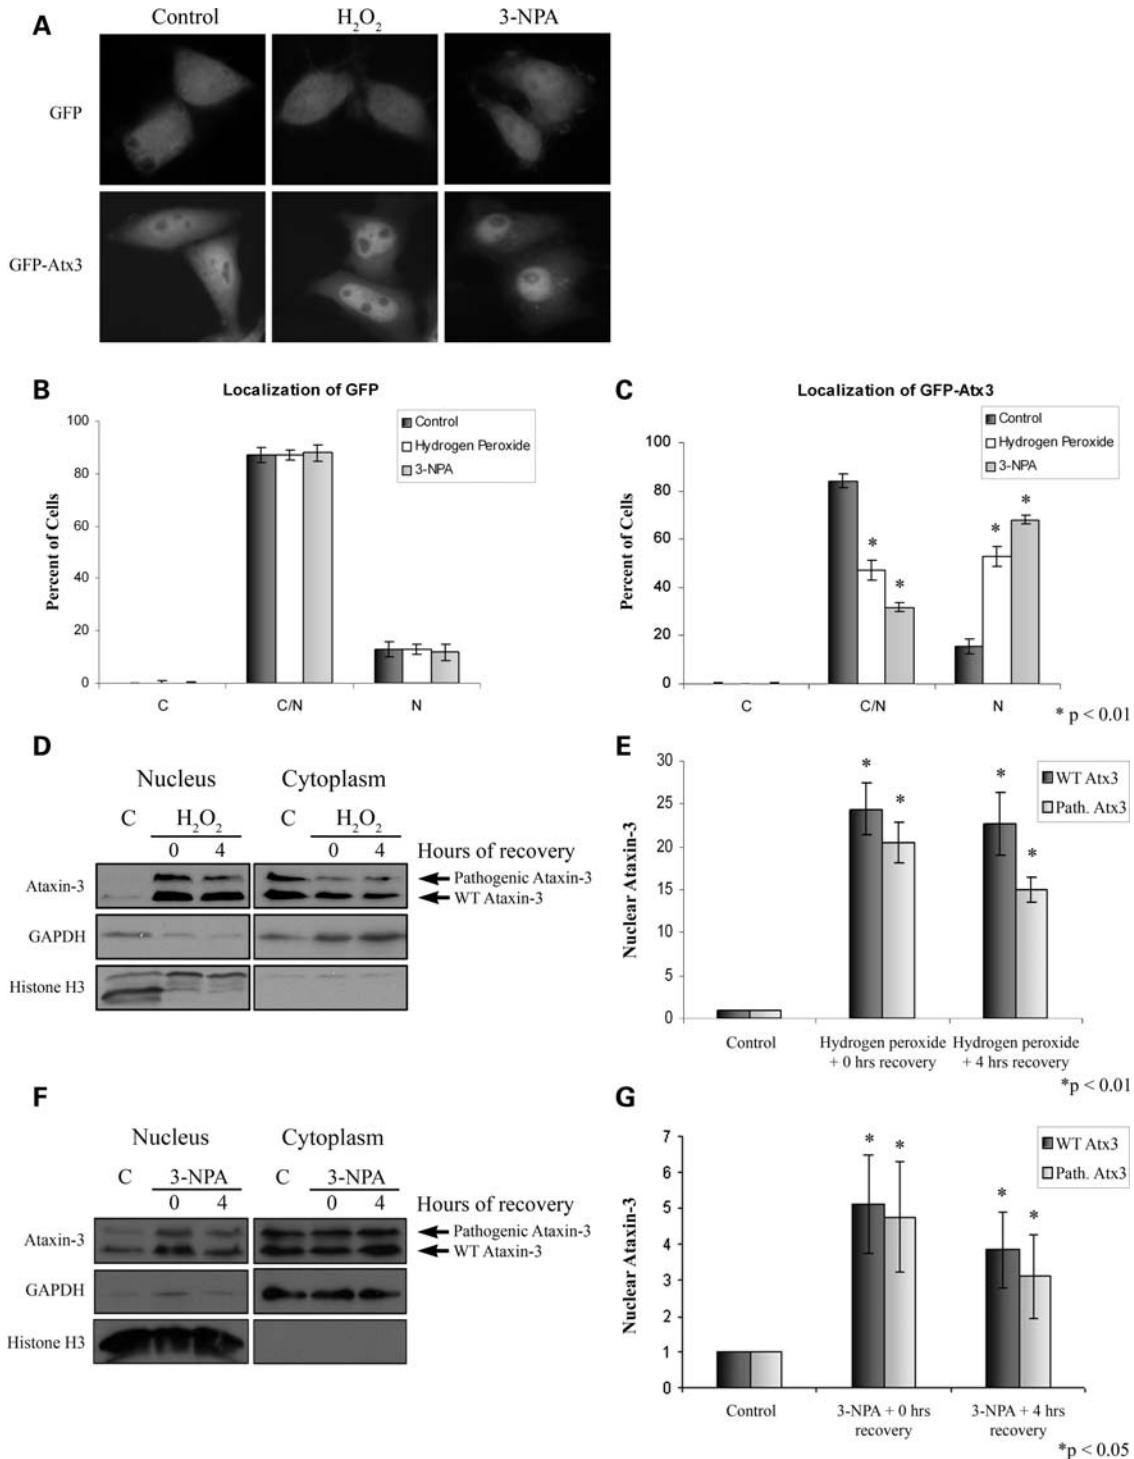 A
Control H2O2 3-NPA
GFP
GFP-Atx3
B
Localization of GFP
Control
Hydrogen Peroxide
3-NPA
Percent of Cells
100
80
60
40
20
0
C C/N N
C
Localization of GFP-Atx3
Control
Hydrogen Peroxide
3-NPA
Percent of Cells
100
80
60
40
20
0
* *
* *
C C/N N
* p < 0.01
D
Nucleus Cytoplasm
C H2O2 C H2O2
0 4 0 4 Hours of recovery
Ataxin-3
Pathogenic Ataxin-3
WT Ataxin-3
GAPDH
Histone H3
E
WT Atx3
Path. Atx3
Nuclear Ataxin-3
30
25
20
15
10
5
0
* * * *
Control
Hydrogen peroxide + 0 hrs recovery
Hydrogen peroxide + 4 hrs recovery
*p < 0.01
F
Nucleus Cytoplasm
C 3-NPA C 3-NPA
0 4 0 4 Hours of recovery
Ataxin-3
Pathogenic Ataxin-3
WT Ataxin-3
GAPDH
Histone H3
G
WT Atx3
Path. Atx3
Nuclear Ataxin-3
7
6
5
4
3
2
1
0
* * * *
Control
3-NPA + 0 hrs recovery
3-NPA + 4 hrs recovery
*p < 0.05